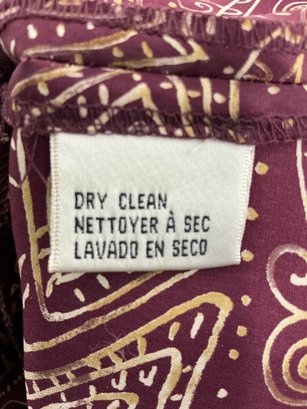 DRY CLEAN
NETTOYER À SEC
LAVADO EN SECO